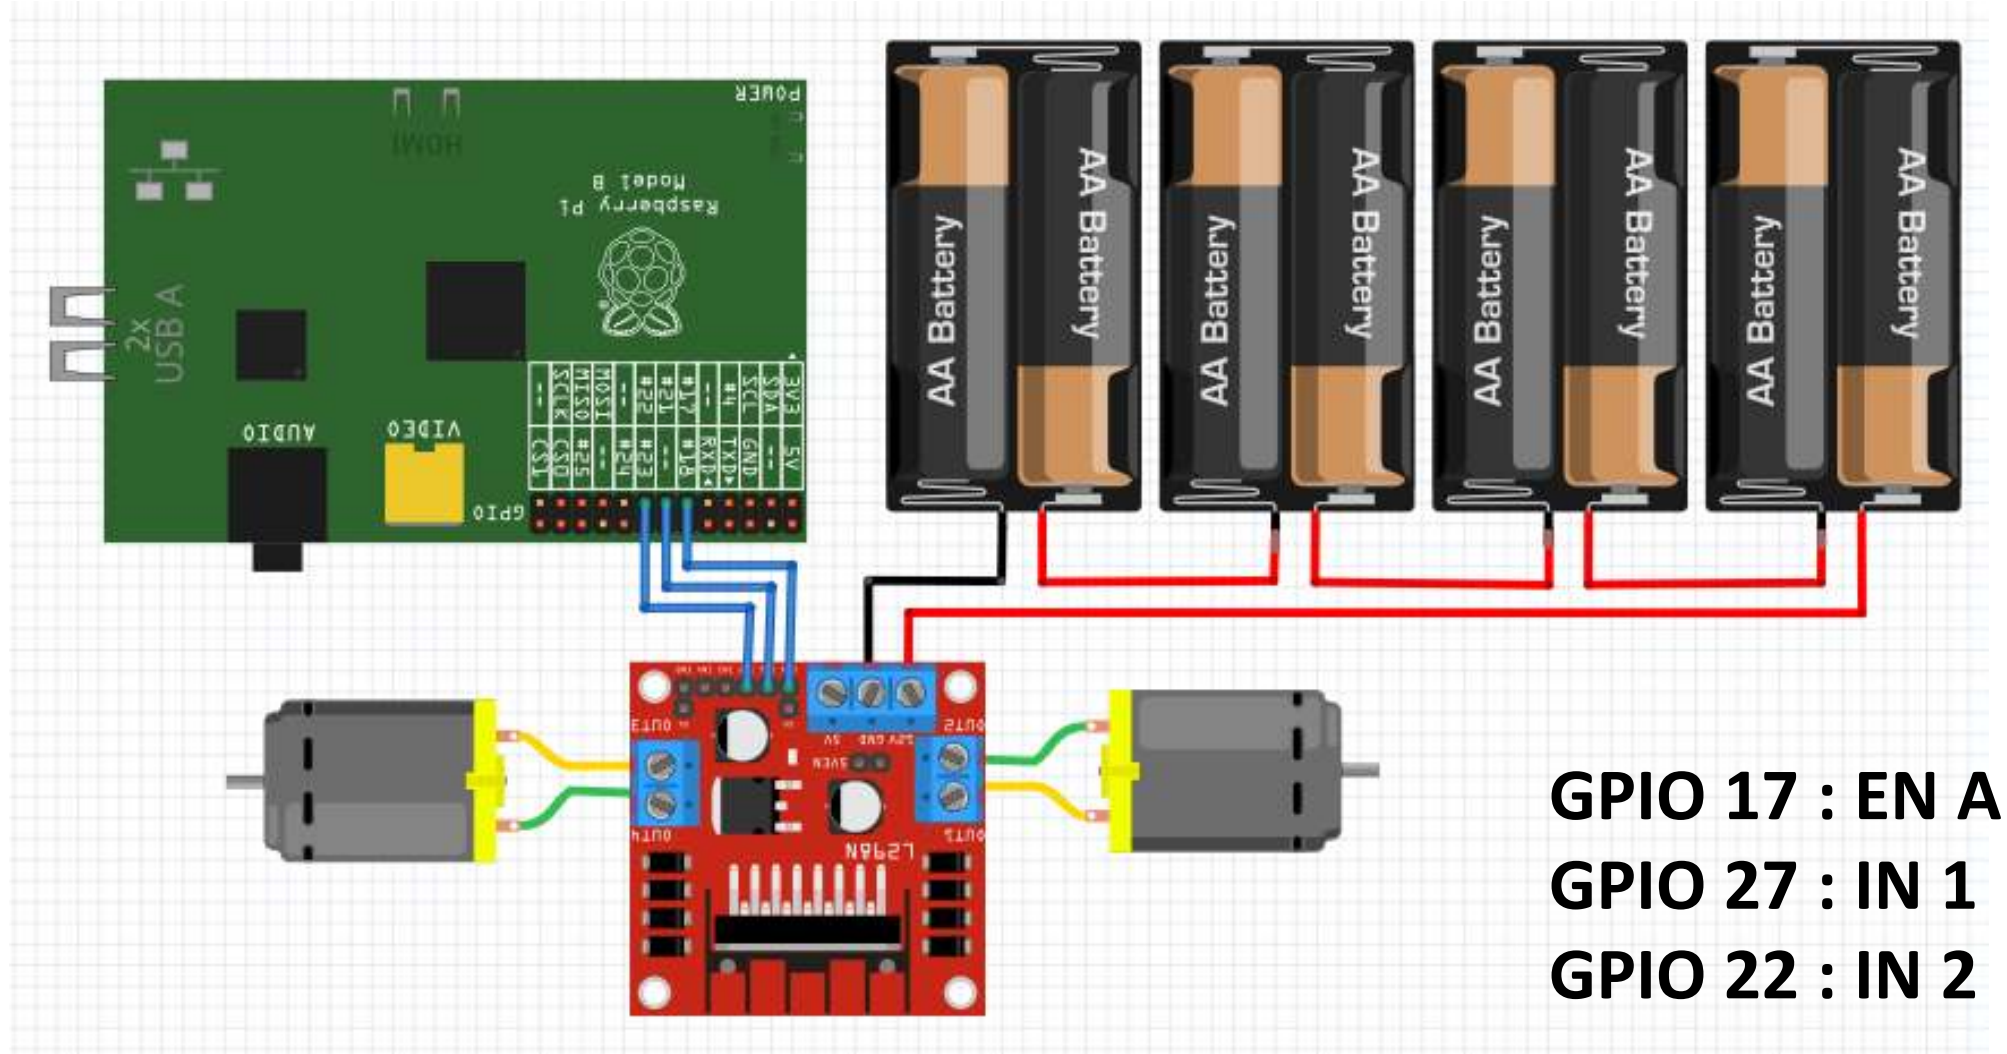 POWER
HDMI
Raspberry Pi
Model B
2x
USB A
AUDIO
VIDEO
GPIO
3V3
SDA
SCL
#4
--
#17
#21
#22
--
MOSI
MISO
SCLK
--
5V
--
GND
TXD
RXD
#18
--
#23
#24
--
#25
CS0
CS1
AA Battery
AA Battery
AA Battery
AA Battery
AA Battery
AA Battery
AA Battery
AA Battery
OUT3
OUT2
5V GND 12V
5VEN
OUT4
OUT1
L298N
GPIO 17 : EN A
GPIO 27 : IN 1
GPIO 22 : IN 2